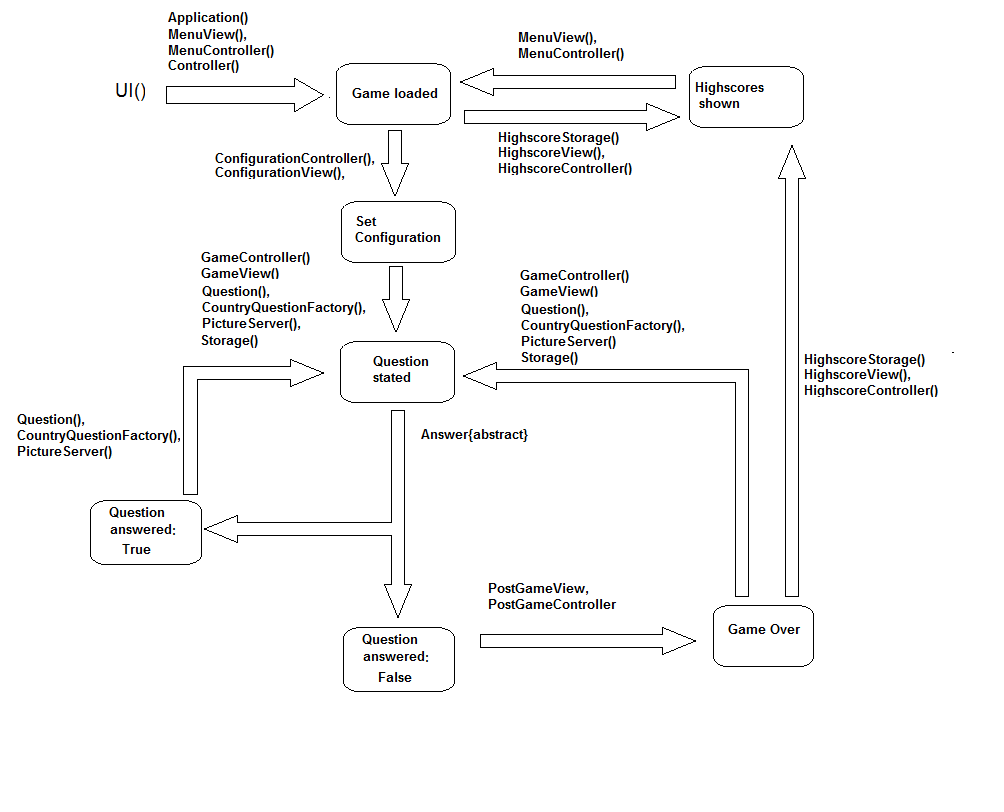 Application()
MenuView(),
MenuController()
Controller()
UI()
Game loaded
MenuView(),
MenuController()
Highscores
shown
HighscoreStorage()
HighscoreView(),
HighscoreController()
ConfigurationController(),
ConfigurationView(),
Set
Configuration
GameController()
GameView()
Question(),
CountryQuestionFactory(),
PictureServer(),
Storage()
GameController()
GameView()
Question(),
CountryQuestionFactory(),
PictureServer()
Storage()
Question
stated
HighscoreStorage()
HighscoreView(),
HighscoreController()
Question(),
CountryQuestionFactory(),
PictureServer()
Answer{abstract}
Question
answered:
True
PostGameView,
PostGameController
Question
answered:
False
Game Over